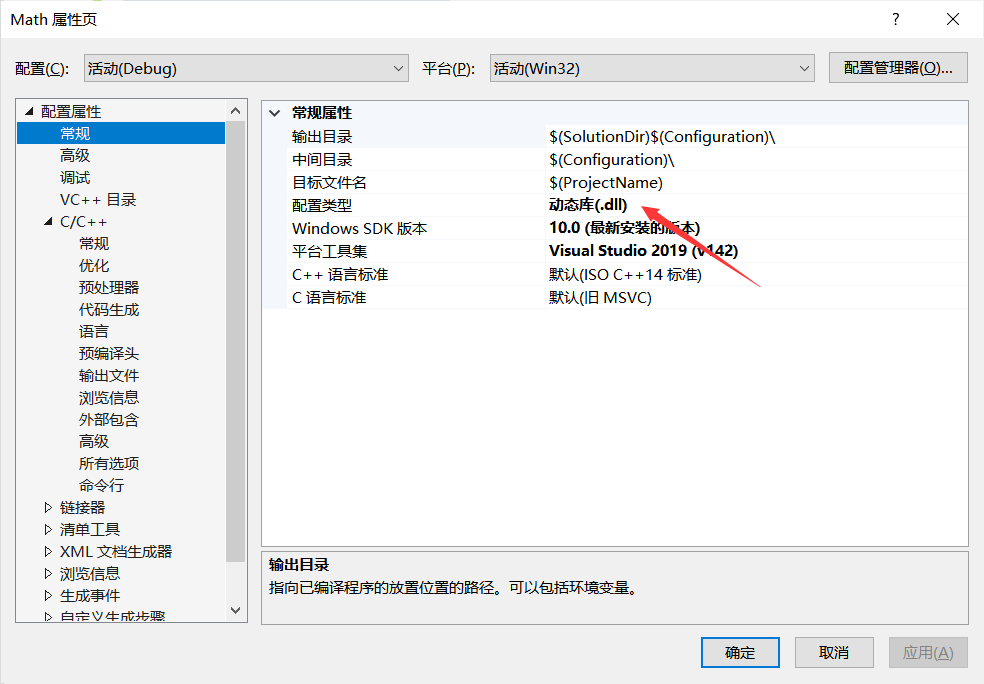 Math 属性页
?
配置(C): 活动(Debug) 平台(P): 活动(Win32) 配置管理器(O)...
配置属性
常规
高级
调试
VC++ 目录
C/C++
常规
优化
预处理器
代码生成
语言
预编译头
输出文件
浏览信息
外部包含
高级
所有选项
命令行
链接器
清单工具
XML 文档生成器
浏览信息
生成事件
自定义生成步骤
常规属性
输出目录 $(SolutionDir)$(Configuration)\
中间目录 $(Configuration)\
目标文件名 $(ProjectName)
配置类型 动态库(.dll)
Windows SDK 版本 10.0 (最新安装的版本)
平台工具集 Visual Studio 2019 (v142)
C++ 语言标准 默认(ISO C++14 标准)
C 语言标准 默认(旧 MSVC)
输出目录
指向已编译程序的放置位置的路径。可以包括环境变量。
确定 取消 应用(A)